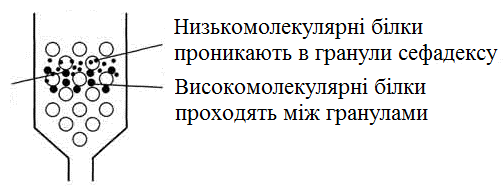 Низькомолекулярні білки
проникають в гранули сефадексу
Високомолекулярні білки
проходять між гранулами